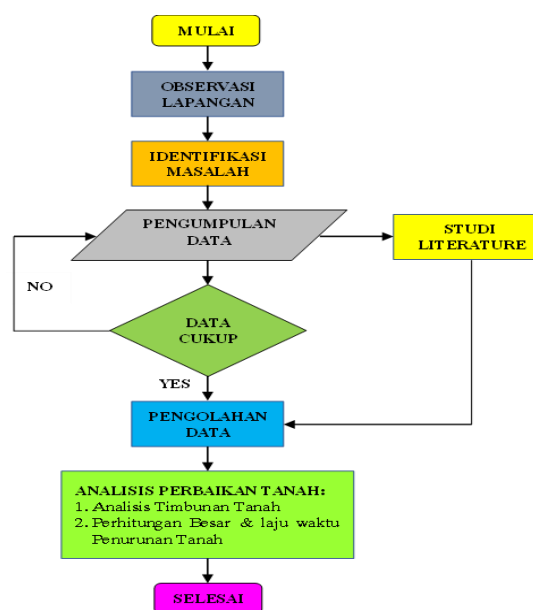 MULAI
OBSERVASI
LAPANGAN
IDENTIFIKASI
MASALAH
PENGUMPULAN
DATA
STUDI
LITERATURE
NO
DATA
CUKUP
YES
PENGOLAHAN
DATA
ANALISIS PERBAIKAN TANAH:
1. Analisis Timbunan Tanah
2. Perhitungan Besar & laju waktu
Penurunan Tanah
SELESAI